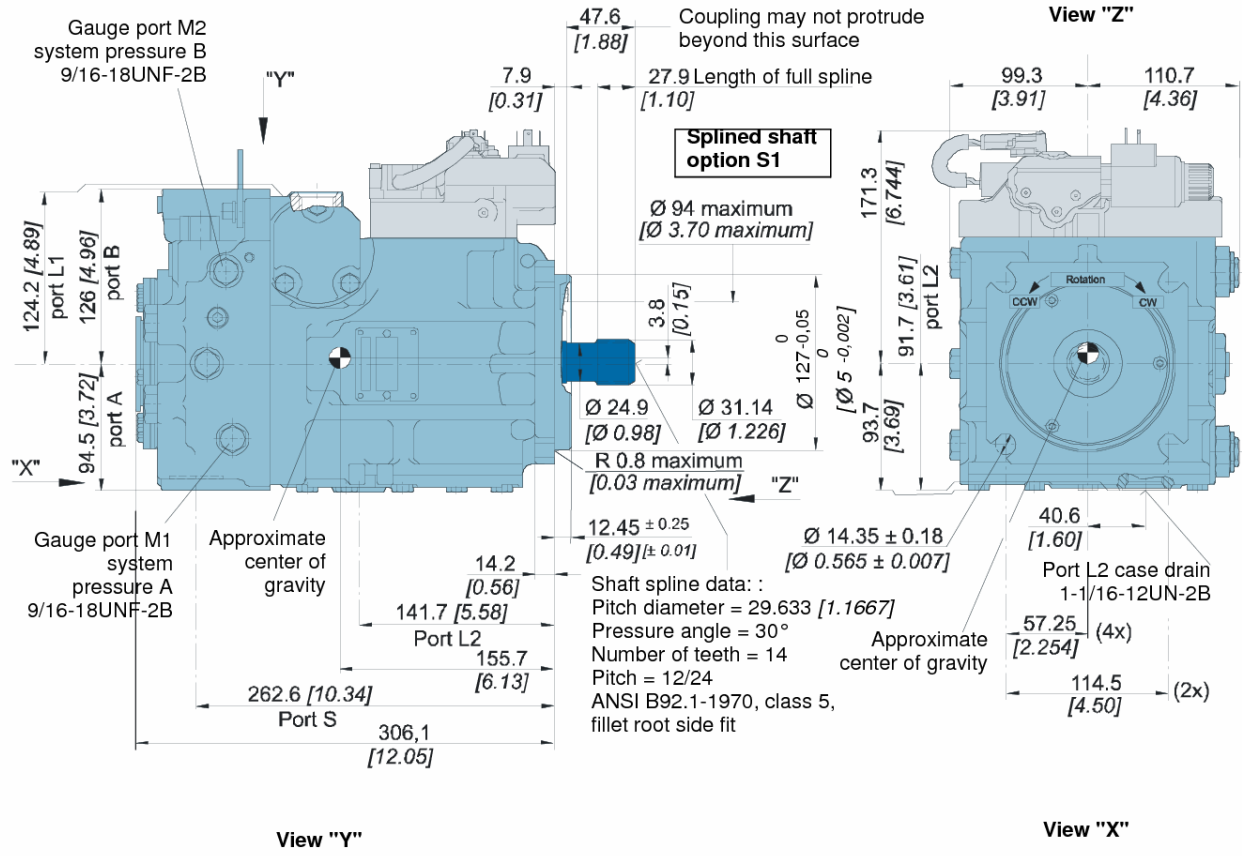 Gauge port M2
system pressure B
9/16-18UNF-2B
"Y"
47.6
[1.88]
Coupling may not protrude
beyond this surface
7.9
[0.31]
27.9 Length of full spline
[1.10]
Splined shaft
option S1
Ø 94 maximum
[Ø 3.70 maximum]
124.2 [4.89]
port L1
126 [4.96]
port B
94.5 [3.72]
port A
"X"
3.8
[0.15]
0
Ø 127-0,05
0
[Ø 5 -0,002]
Ø 24.9
[Ø 0.98]
Ø 31.14
[Ø 1.226]
R 0.8 maximum
[0.03 maximum]
"Z"
12.45 ± 0.25
[0.49] [± 0.01]
Gauge port M1
system
pressure A
9/16-18UNF-2B
Approximate
center of
gravity
14.2
[0.56]
141.7 [5.58]
Port L2
155.7
[6.13]
262.6 [10.34]
Port S
306,1
[12.05]
Shaft spline data: :
Pitch diameter = 29.633 [1.1667]
Pressure angle = 30°
Number of teeth = 14
Pitch = 12/24
ANSI B92.1-1970, class 5,
fillet root side fit
View "Z"
99.3
[3.91]
110.7
[4.36]
171.3
[6.744]
91.7 [3.61]
port L2
93.7
[3.69]
Rotation
CCW
CW
Ø 14.35 ± 0.18
[Ø 0.565 ± 0.007]
40.6
[1.60]
Port L2 case drain
1-1/16-12UN-2B
Approximate
center of gravity
57.25
[2.254]
(4x)
114.5
[4.50]
(2x)
View "Y"
View "X"